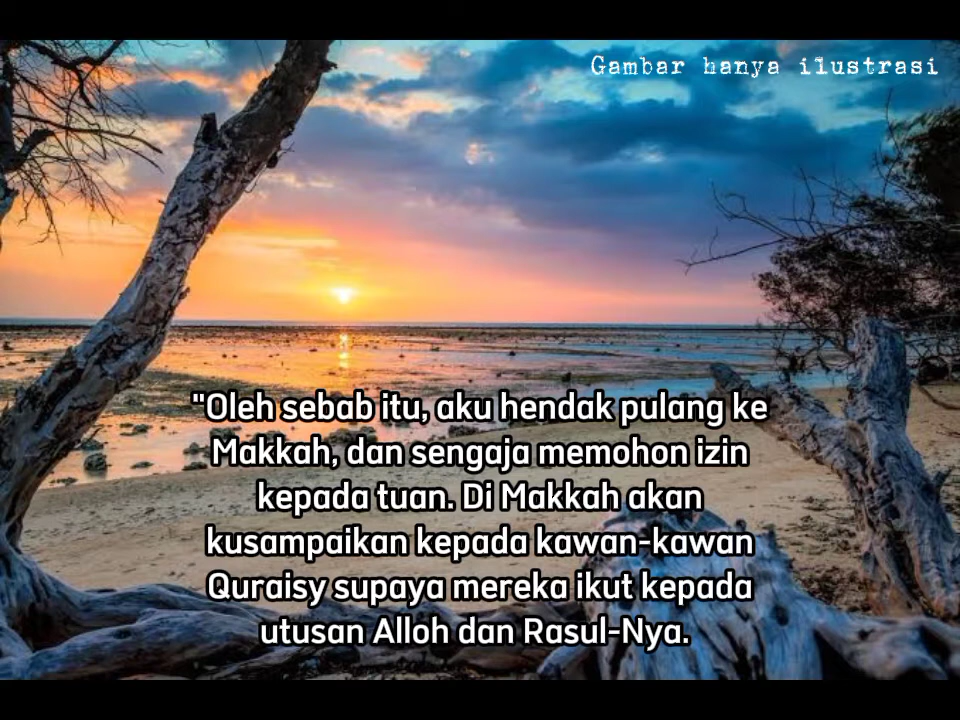 Gambar hanya ilustrasi
"Oleh sebab itu, aku hendak pulang ke
Makkah, dan sengaja memohon izin
kepada tuan. Di Makkah akan
kusampaikan kepada kawan-kawan
Quraisy supaya mereka ikut kepada
utusan Alloh dan Rasul-Nya.